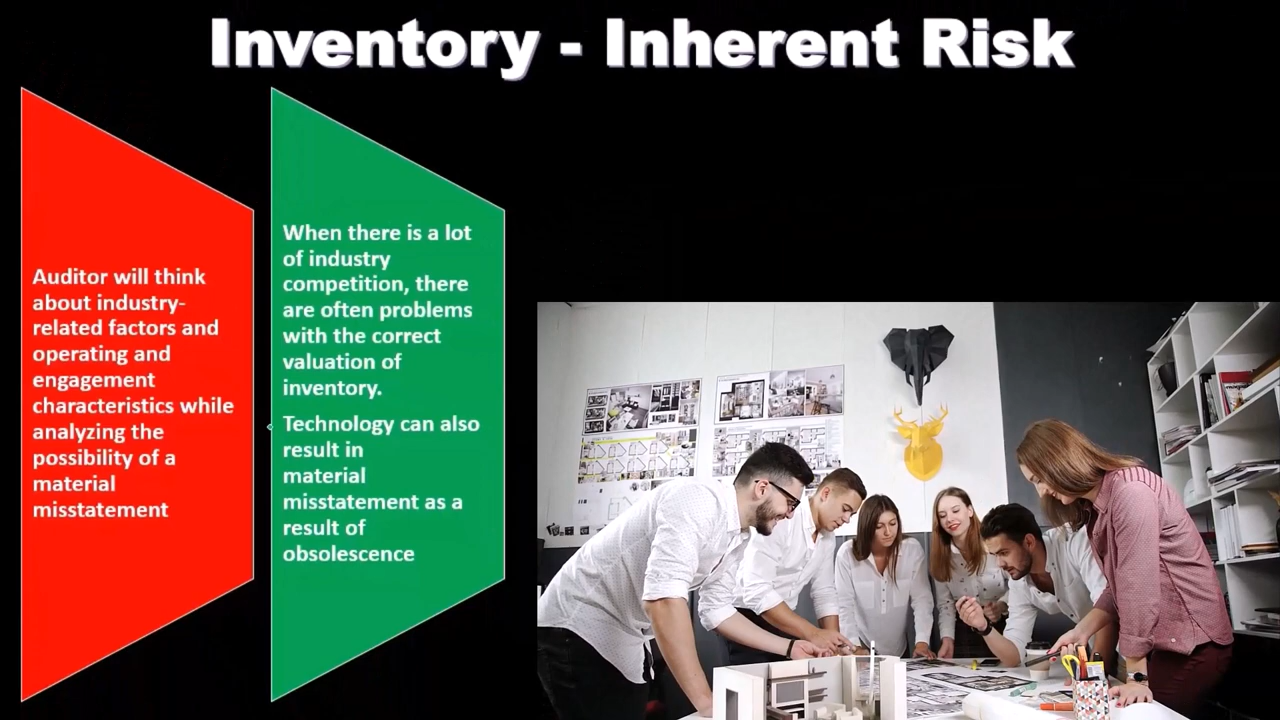 Inventory - Inherent Risk
Auditor will think
about industry-
related factors and
operating and
engagement
characteristics while
analyzing the
possibility of a
material
misstatement
When there is a lot
of industry
competition, there
are often problems
with the correct
valuation of
inventory.
Technology can also
result in
material
misstatement as a
result of
obsolescence